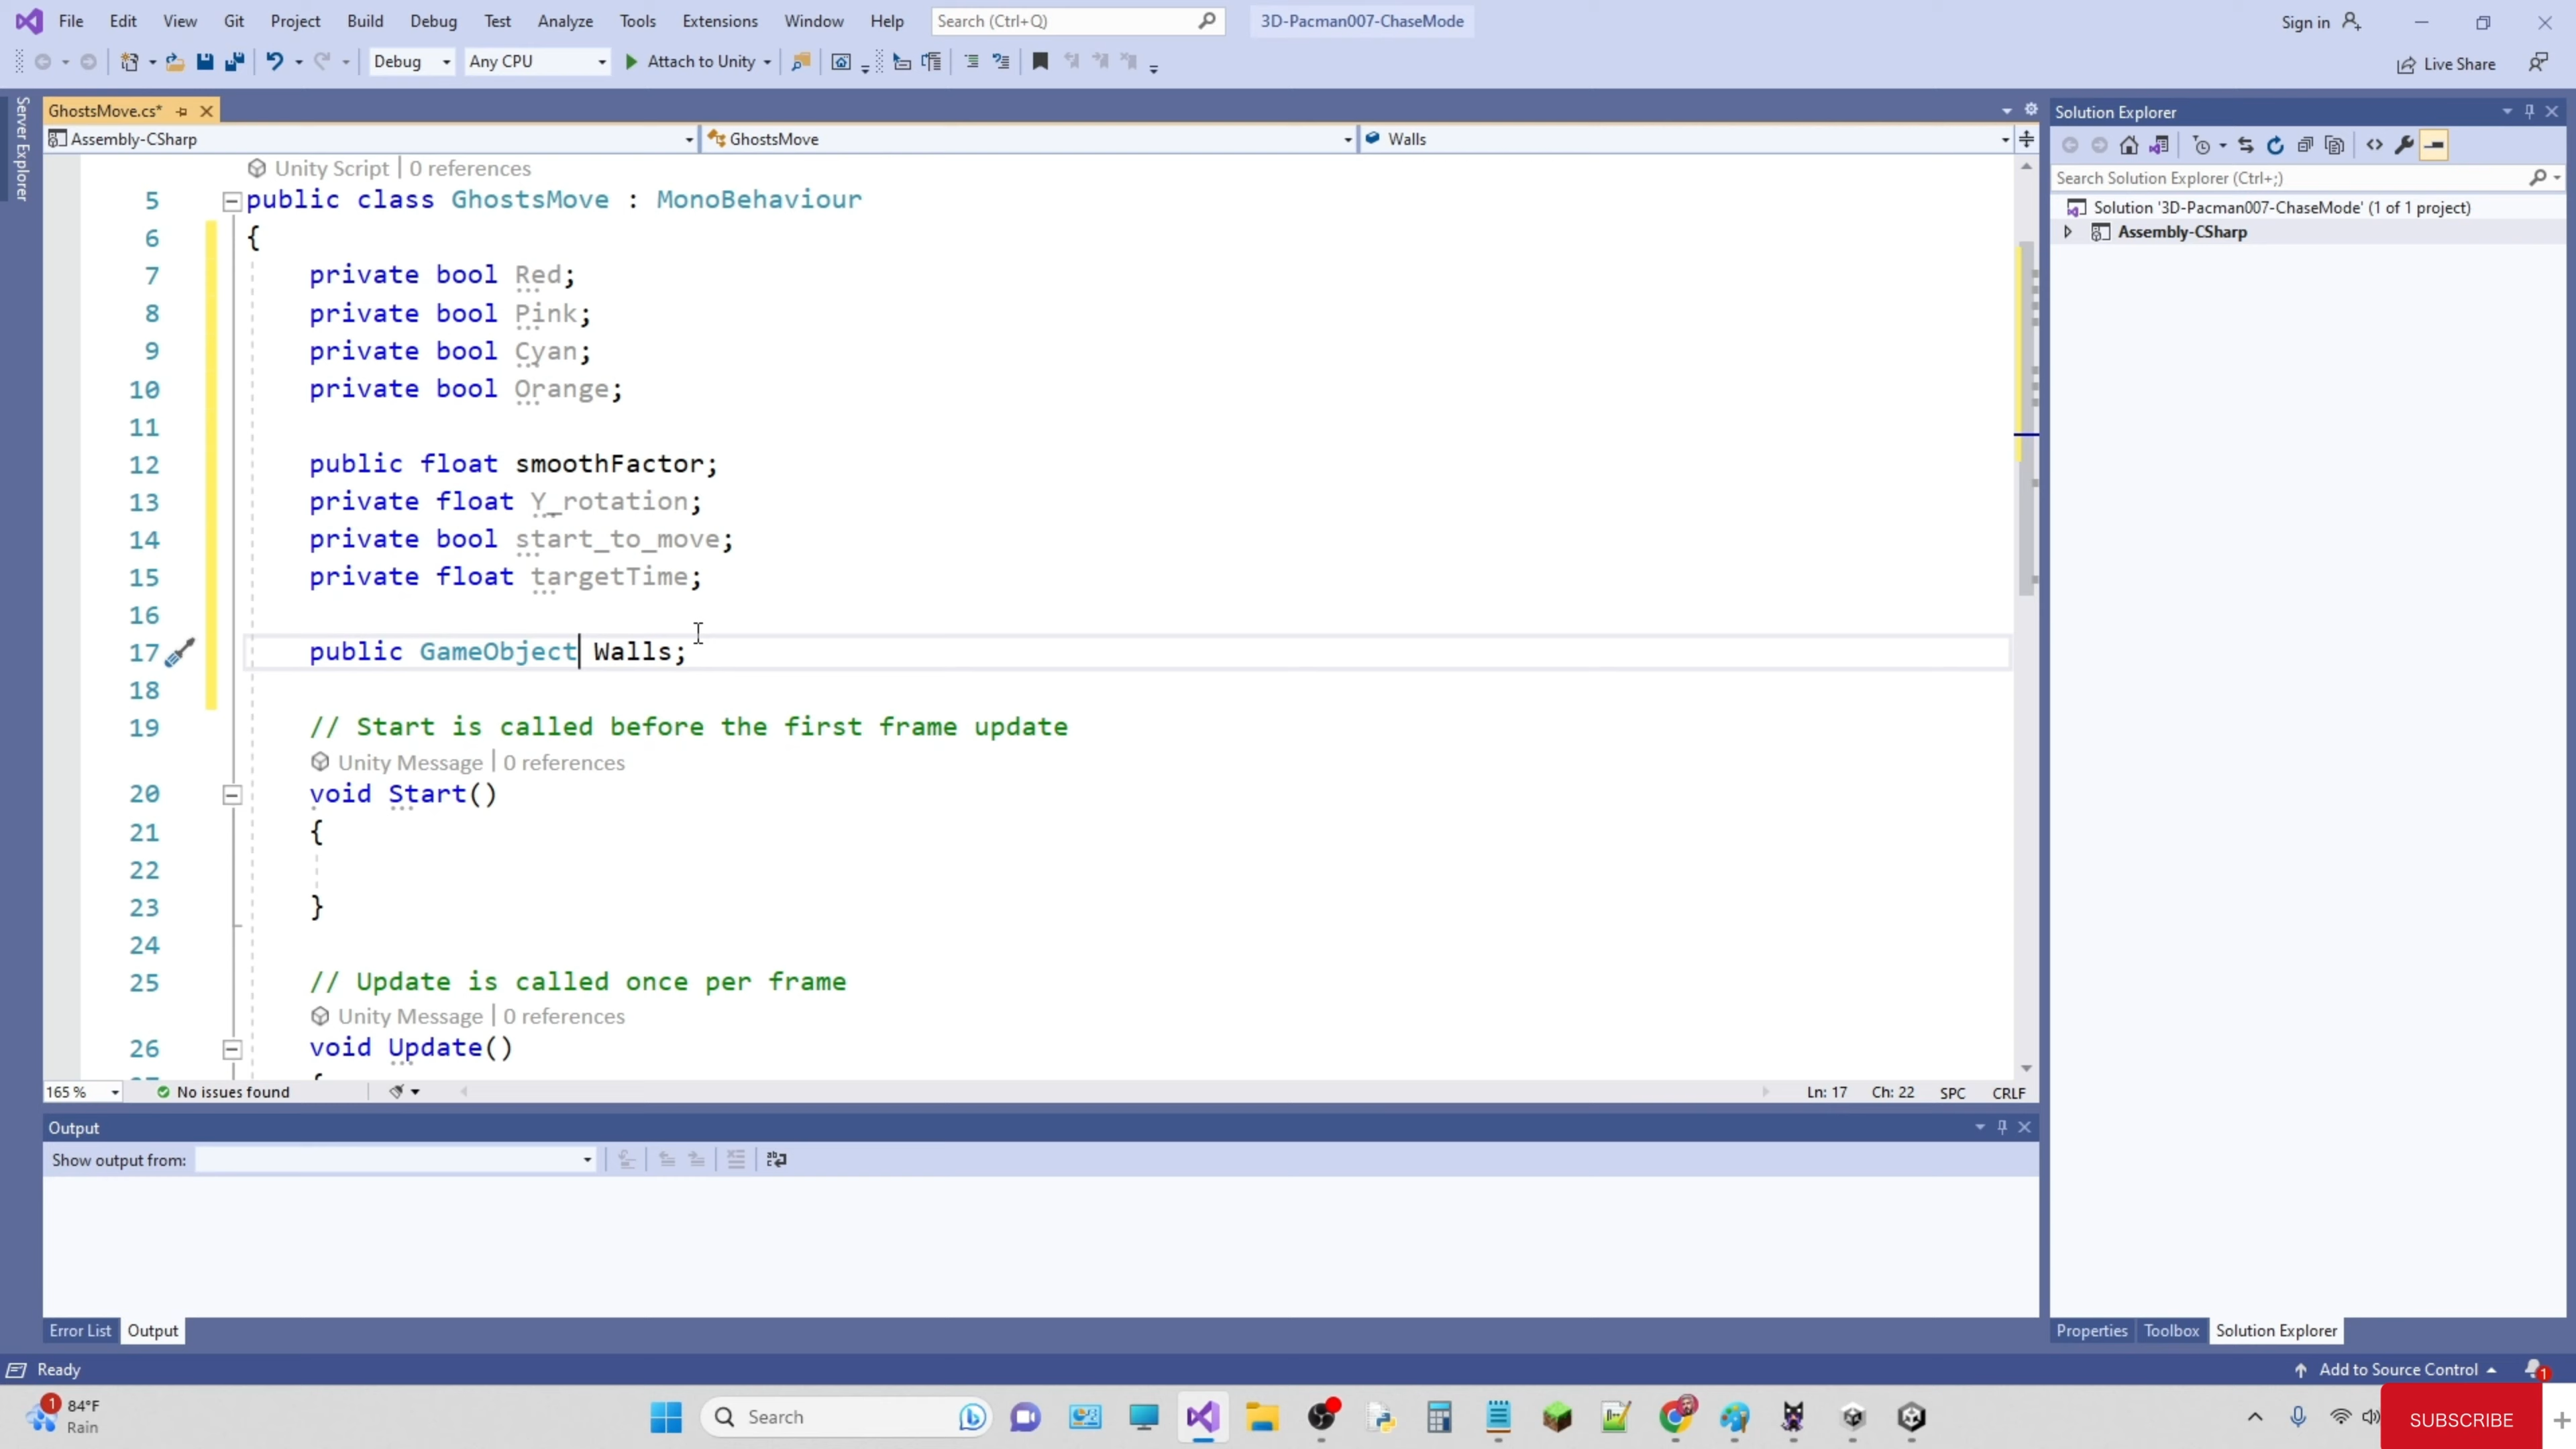 File Edit View Git Project Build Debug Test Analyze Tools Extensions Window Help Search (Ctrl+Q) 3D-Pacman007-ChaseMode Sign in
Debug Any CPU Attach to Unity Live Share
Server Explorer
GhostsMove.cs*
Assembly-CSharp GhostsMove Walls
Unity Script | 0 references
5 public class GhostsMove : MonoBehaviour
6 {
7 private bool Red;
8 private bool Pink;
9 private bool Cyan;
10 private bool Orange;
11
12 public float smoothFactor;
13 private float Y_rotation;
14 private bool start_to_move;
15 private float targetTime;
16
17 public GameObject Walls;
18
19 // Start is called before the first frame update
Unity Message | 0 references
20 void Start()
21 {
22
23 }
24
25 // Update is called once per frame
Unity Message | 0 references
26 void Update()
165 % No issues found Ln: 17 Ch: 22 SPC CRLF
Output
Show output from:
Error List Output
Solution Explorer
Search Solution Explorer (Ctrl+;)
Solution '3D-Pacman007-ChaseMode' (1 of 1 project)
Assembly-CSharp
Properties Toolbox Solution Explorer
Ready Add to Source Control 1
1 84°F
Rain
Search
SUBSCRIBE